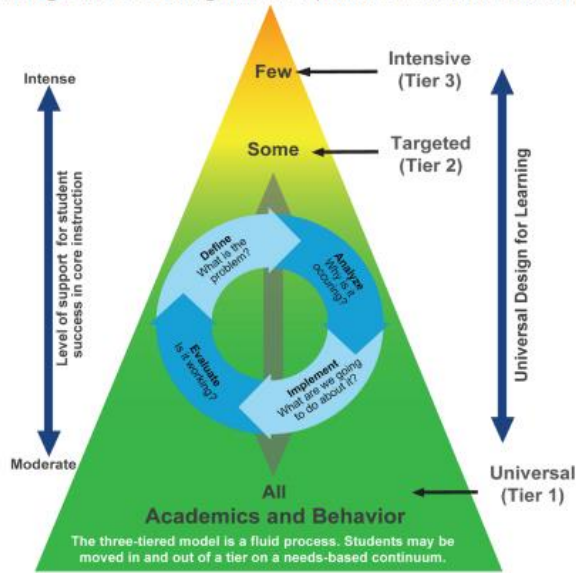 Intense
Few
Intensive
(Tier 3)
Some
Targeted
(Tier 2)
Level of support for student
success in core instruction
Universal Design for Learning
Define
What is the
problem?
Analyze
Why is it
occuring?
Evaluate
Is it working?
Implement
What are we going
to do about it?
Moderate
Universal
(Tier 1)
All
Academics and Behavior
The three-tiered model is a fluid process. Students may be
moved in and out of a tier on a needs-based continuum.